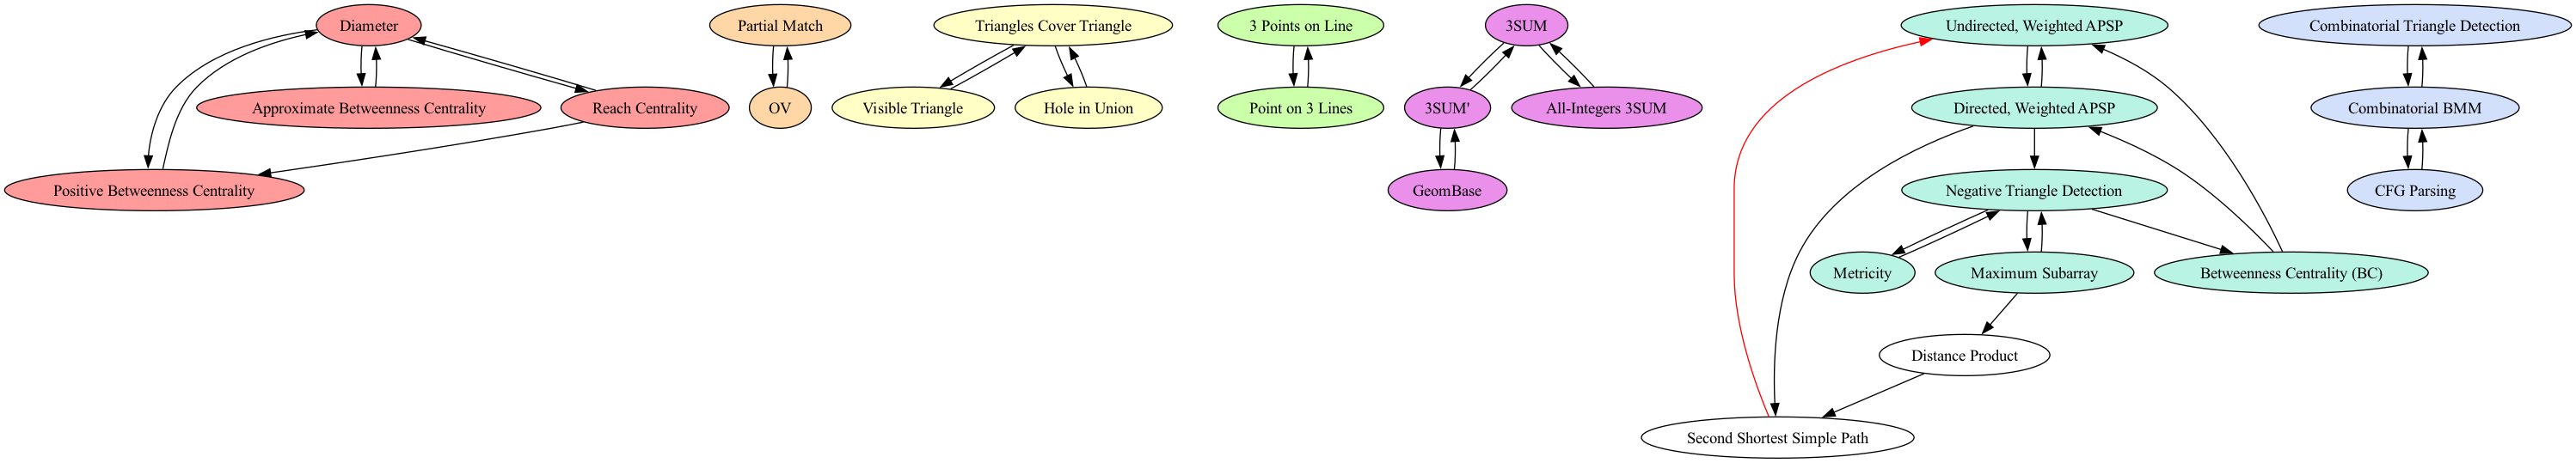 Diameter
Partial Match
Triangles Cover Triangle
3 Points on Line
3SUM
Undirected, Weighted APSP
Combinatorial Triangle Detection
Approximate Betweenness Centrality
Reach Centrality
OV
Visible Triangle
Hole in Union
Point on 3 Lines
3SUM'
All-Integers 3SUM
Directed, Weighted APSP
Combinatorial BMM
Positive Betweenness Centrality
GeomBase
Negative Triangle Detection
CFG Parsing
Metricity
Maximum Subarray
Betweenness Centrality (BC)
Distance Product
Second Shortest Simple Path